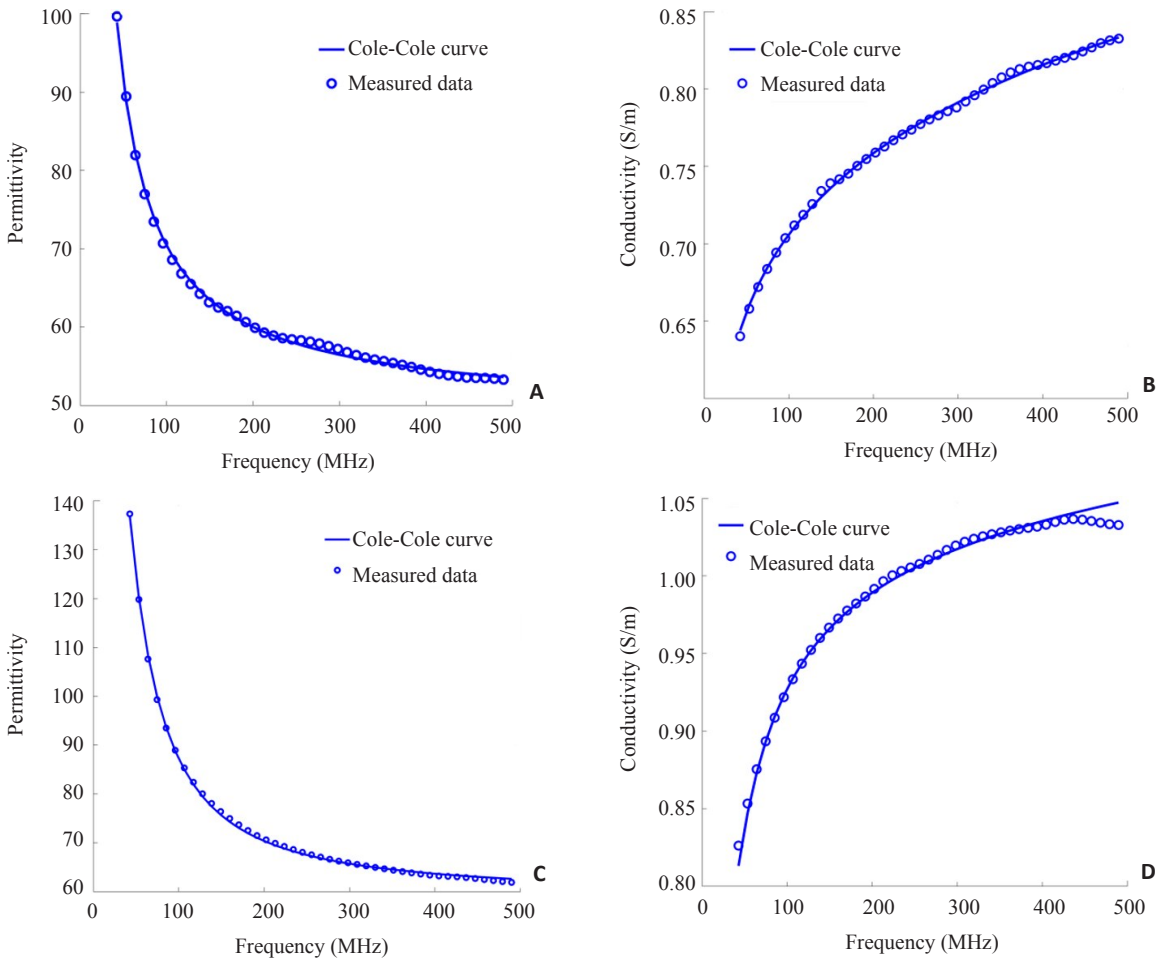 100
90
80
70
60
50
Permittivity
Cole-Cole curve
Measured data
0 100 200 300 400 500
Frequency (MHz)
A
0.85
0.80
0.75
0.70
0.65
Conductivity (S/m)
Cole-Cole curve
Measured data
0 100 200 300 400 500
Frequency (MHz)
B
140
130
120
110
100
90
80
70
60
Permittivity
Cole-Cole curve
Measured data
0 100 200 300 400 500
Frequency (MHz)
C
1.05
1.00
0.95
0.90
0.85
0.80
Conductivity (S/m)
Cole-Cole curve
Measured data
0 100 200 300 400 500
Frequency (MHz)
D